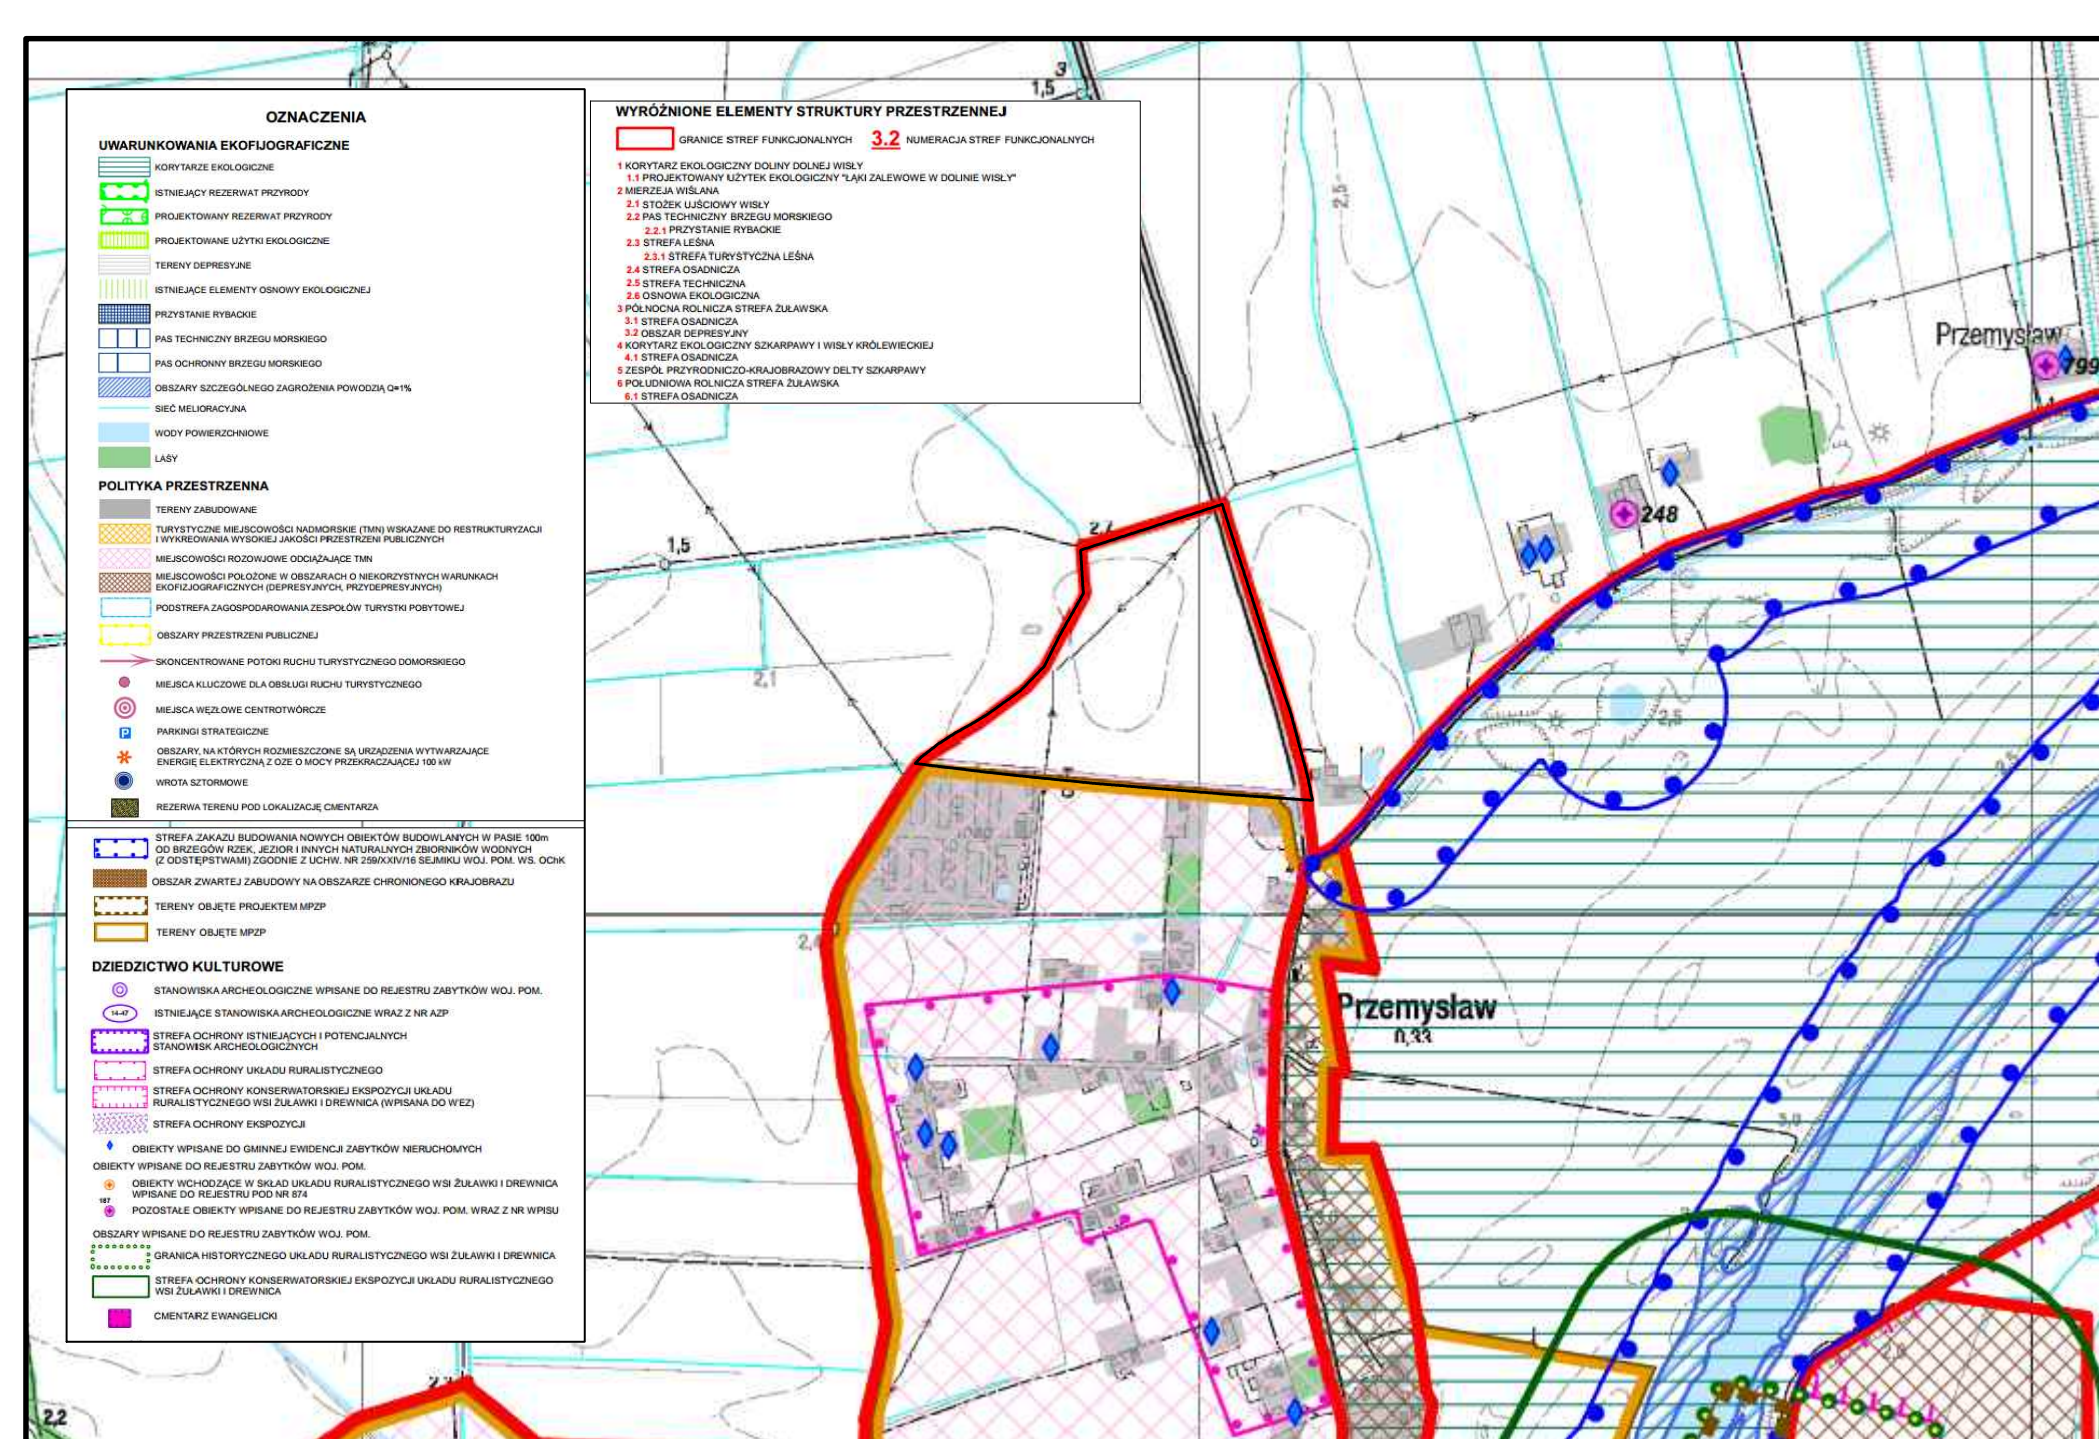 OZNACZENIA
UWARUNKOWANIA EKOFIJOGRAFICZNE
KORYTARZE EKOLOGICZNE
ISTNIEJĄCY REZERWAT PRZYRODY
PROJEKTOWANY REZERWAT PRZYRODY
PROJEKTOWANE UŻYTKI EKOLOGICZNE
TERENY DEPRESYJNE
ISTNIEJĄCE ELEMENTY OSNOWY EKOLOGICZNEJ
PRZYSTANIE RYBACKIE
PAS TECHNICZNY BRZEGU MORSKIEGO
PAS OCHRONNY BRZEGU MORSKIEGO
OBSZARY SZCZEGÓLNEGO ZAGROŻENIA POWODZIĄ Q=1%
SIEĆ MELIORACYJNA
WODY POWIERZCHNIOWE
LASY
POLITYKA PRZESTRZENNA
TERENY ZABUDOWANE
TURYSTYCZNE MIEJSCOWOŚCI NADMORSKIE (TMN) WSKAZANE DO RESTRUKTURYZACJI
I WYKREOWANIA WYSOKIEJ JAKOŚCI PRZESTRZENI PUBLICZNYCH
MIEJSCOWOŚCI ROZOWJOWE ODCIĄŻAJĄCE TMN
MIEJSCOWOŚCI POŁOŻONE W OBSZARACH O NIEKORZYSTNYCH WARUNKACH
EKOFIZJOGRAFICZNYCH (DEPRESYJNYCH, PRZYDEPRESYJNYCH)
PODSTREFA ZAGOSPODAROWANIA ZESPOŁÓW TURYSTKI POBYTOWEJ
OBSZARY PRZESTRZENI PUBLICZNEJ
SKONCENTROWANE POTOKI RUCHU TURYSTYCZNEGO DOMORSKIEGO
MIEJSCA KLUCZOWE DLA OBSŁUGI RUCHU TURYSTYCZNEGO
MIEJSCA WĘZŁOWE CENTROTWÓRCZE
P PARKINGI STRATEGICZNE
OBSZARY, NA KTÓRYCH ROZMIESZCZONE SĄ URZĄDZENIA WYTWARZAJĄCE
ENERGIĘ ELEKTRYCZNĄ Z OZE O MOCY PRZEKRACZAJĄCEJ 100 kW
WROTA SZTORMOWE
REZERWA TERENU POD LOKALIZACJĘ CMENTARZA
STREFA ZAKAZU BUDOWANIA NOWYCH OBIEKTÓW BUDOWLANYCH W PASIE 100m
OD BRZEGÓW RZEK, JEZIOR I INNYCH NATURALNYCH ZBIORNIKÓW WODNYCH
(Z ODSTĘPSTWAMI) ZGODNIE Z UCHW. NR 259/XXIV/16 SEJMIKU WOJ. POM. WS. OChK
OBSZAR ZWARTEJ ZABUDOWY NA OBSZARZE CHRONIONEGO KRAJOBRAZU
TERENY OBJĘTE PROJEKTEM MPZP
TERENY OBJĘTE MPZP
DZIEDZICTWO KULTUROWE
STANOWISKA ARCHEOLOGICZNE WPISANE DO REJESTRU ZABYTKÓW WOJ. POM.
14-47 ISTNIEJĄCE STANOWISKA ARCHEOLOGICZNE WRAZ Z NR AZP
STREFA OCHRONY ISTNIEJĄCYCH I POTENCJALNYCH
STANOWISK ARCHEOLOGICZNYCH
STREFA OCHRONY UKŁADU RURALISTYCZNEGO
STREFA OCHRONY KONSERWATORSKIEJ EKSPOZYCJI UKŁADU
RURALISTYCZNEGO WSI ŻUŁAWKI I DREWNICA (WPISANA DO WEZ)
STREFA OCHRONY EKSPOZYCJI
OBIEKTY WPISANE DO GMINNEJ EWIDENCJI ZABYTKÓW NIERUCHOMYCH
OBIEKTY WPISANE DO REJESTRU ZABYTKÓW WOJ. POM.
OBIEKTY WCHODZĄCE W SKŁAD UKŁADU RURALISTYCZNEGO WSI ŻUŁAWKI I DREWNICA
WPISANE DO REJESTRU POD NR 874
187
POZOSTAŁE OBIEKTY WPISANE DO REJESTRU ZABYTKÓW WOJ. POM. WRAZ Z NR WPISU
OBSZARY WPISANE DO REJESTRU ZABYTKÓW WOJ. POM.
GRANICA HISTORYCZNEGO UKŁADU RURALISTYCZNEGO WSI ŻUŁAWKI I DREWNICA
STREFA OCHRONY KONSERWATORSKIEJ EKSPOZYCJI UKŁADU RURALISTYCZNEGO
WSI ŻUŁAWKI I DREWNICA
CMENTARZ EWANGELICKI
WYRÓŻNIONE ELEMENTY STRUKTURY PRZESTRZENNEJ
GRANICE STREF FUNKCJONALNYCH 3.2 NUMERACJA STREF FUNKCJONALNYCH
1 KORYTARZ EKOLOGICZNY DOLINY DOLNEJ WISŁY
1.1 PROJEKTOWANY UŻYTEK EKOLOGICZNY "ŁĄKI ZALEWOWE W DOLINIE WISŁY"
2 MIERZEJA WIŚLANA
2.1 STOŻEK UJŚCIOWY WISŁY
2.2 PAS TECHNICZNY BRZEGU MORSKIEGO
2.2.1 PRZYSTANIE RYBACKIE
2.3 STREFA LEŚNA
2.3.1 STREFA TURYSTYCZNA LEŚNA
2.4 STREFA OSADNICZA
2.5 STREFA TECHNICZNA
2.6 OSNOWA EKOLOGICZNA
3 PÓŁNOCNA ROLNICZA STREFA ŻUŁAWSKA
3.1 STREFA OSADNICZA
3.2 OBSZAR DEPRESYJNY
4 KORYTARZ EKOLOGICZNY SZKARPAWY I WISŁY KRÓLEWIECKIEJ
4.1 STREFA OSADNICZA
5 ZESPÓŁ PRZYRODNICZO-KRAJOBRAZOWY DELTY SZKARPAWY
6 POŁUDNIOWA ROLNICZA STREFA ŻUŁAWSKA
6.1 STREFA OSADNICZA
3
1,5
2,5
Przemysław
799
248
1,5
2,1
Przemysław
0,33
3,0
2,2